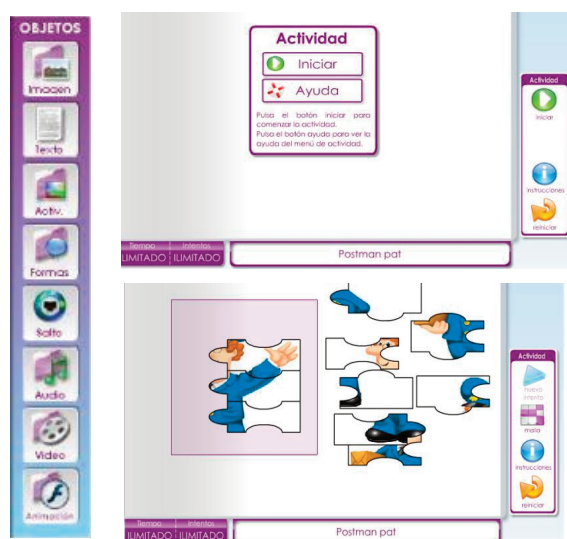 OBJETOS
Imagen
Texto
Activ.
Formas
Salto
Audio
Video
Animación
Actividad
Iniciar
Ayuda
Pulsa el botón iniciar para
comenzar la actividad.
Pulsa el botón ayuda para ver la
ayuda del menú de actividad.
Tiempo
ILIMITADO
Intentos
ILIMITADO
Postman pat
Actividad
iniciar
instrucciones
reiniciar
Tiempo
ILIMITADO
Intentos
ILIMITADO
Postman pat
Actividad
nuevo
intento
malla
instrucciones
reiniciar